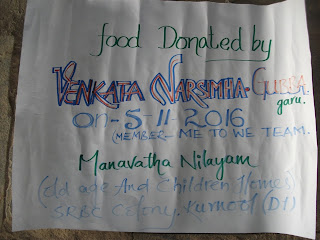 food Donated by
VENKATA NARSIMHA. GUBBA
garu.
on - 5 - 11 - 2016
(MEMBER - ME TO WE TEAM.
Manavatha Nilayam
(old age And Children Homes)
SRBC Colony. Kurnool (Dt)